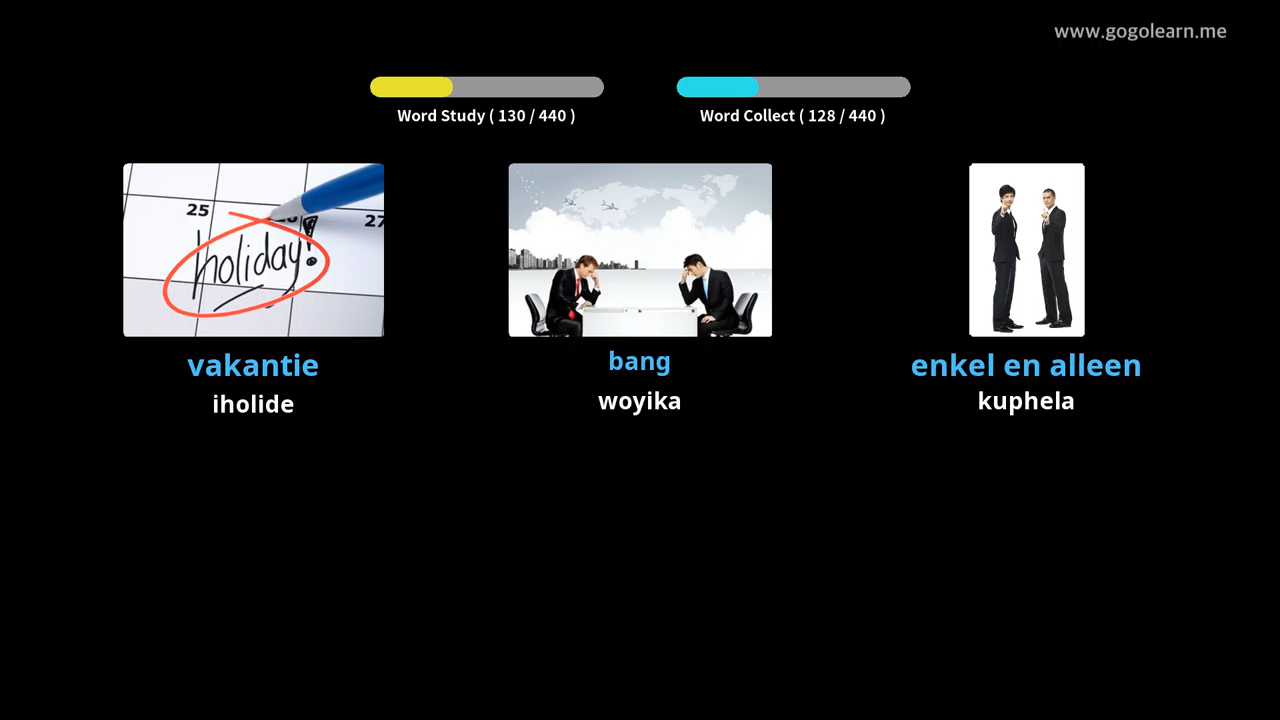 www.gogolearn.me
Word Study ( 130 / 440 )
Word Collect ( 128 / 440 )
25
27
holiday!
vakantie
iholide
bang
woyika
enkel en alleen
kuphela